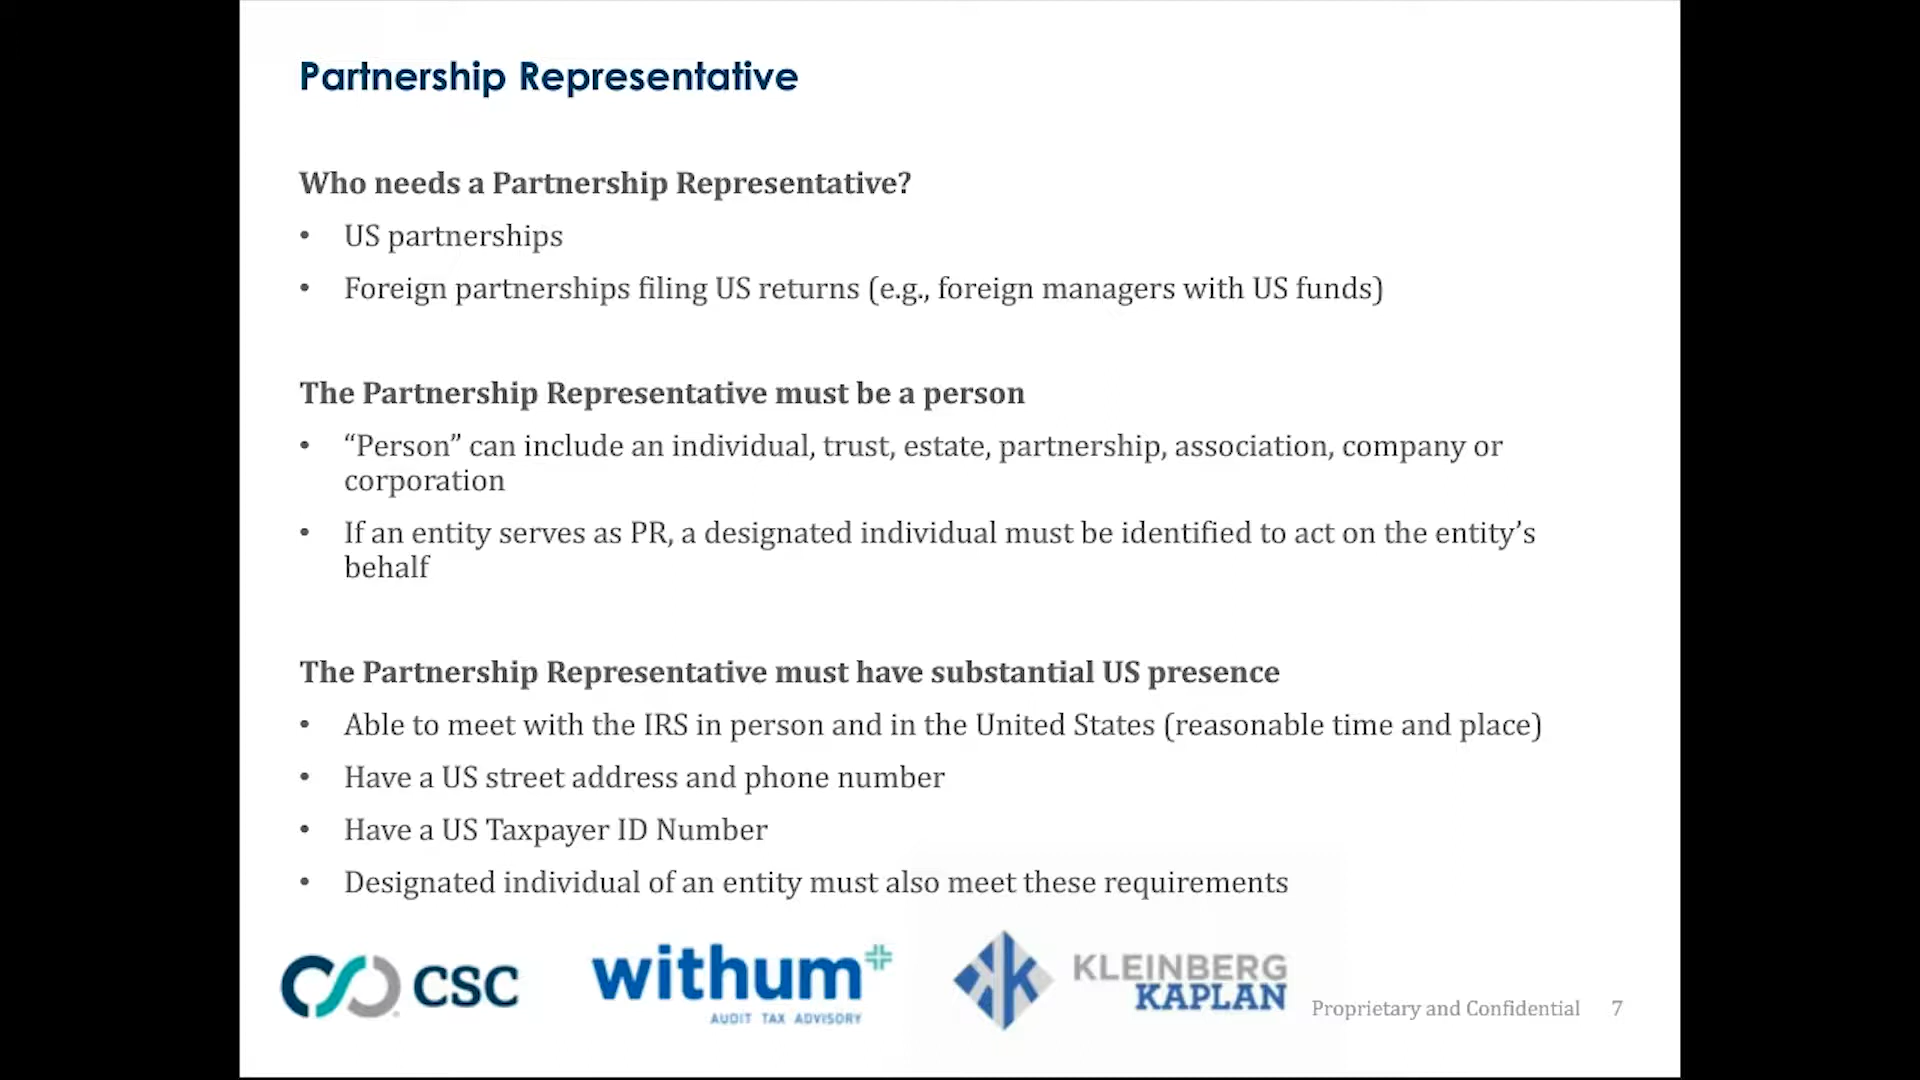 Partnership Representative
Who needs a Partnership Representative?
• US partnerships
• Foreign partnerships filing US returns (e.g., foreign managers with US funds)
The Partnership Representative must be a person
• “Person” can include an individual, trust, estate, partnership, association, company or
corporation
• If an entity serves as PR, a designated individual must be identified to act on the entity’s
behalf
The Partnership Representative must have substantial US presence
• Able to meet with the IRS in person and in the United States (reasonable time and place)
• Have a US street address and phone number
• Have a US Taxpayer ID Number
• Designated individual of an entity must also meet these requirements
CSC
withum+
AUDIT TAX ADVISORY
KLEINBERG
KAPLAN
Proprietary and Confidential 7